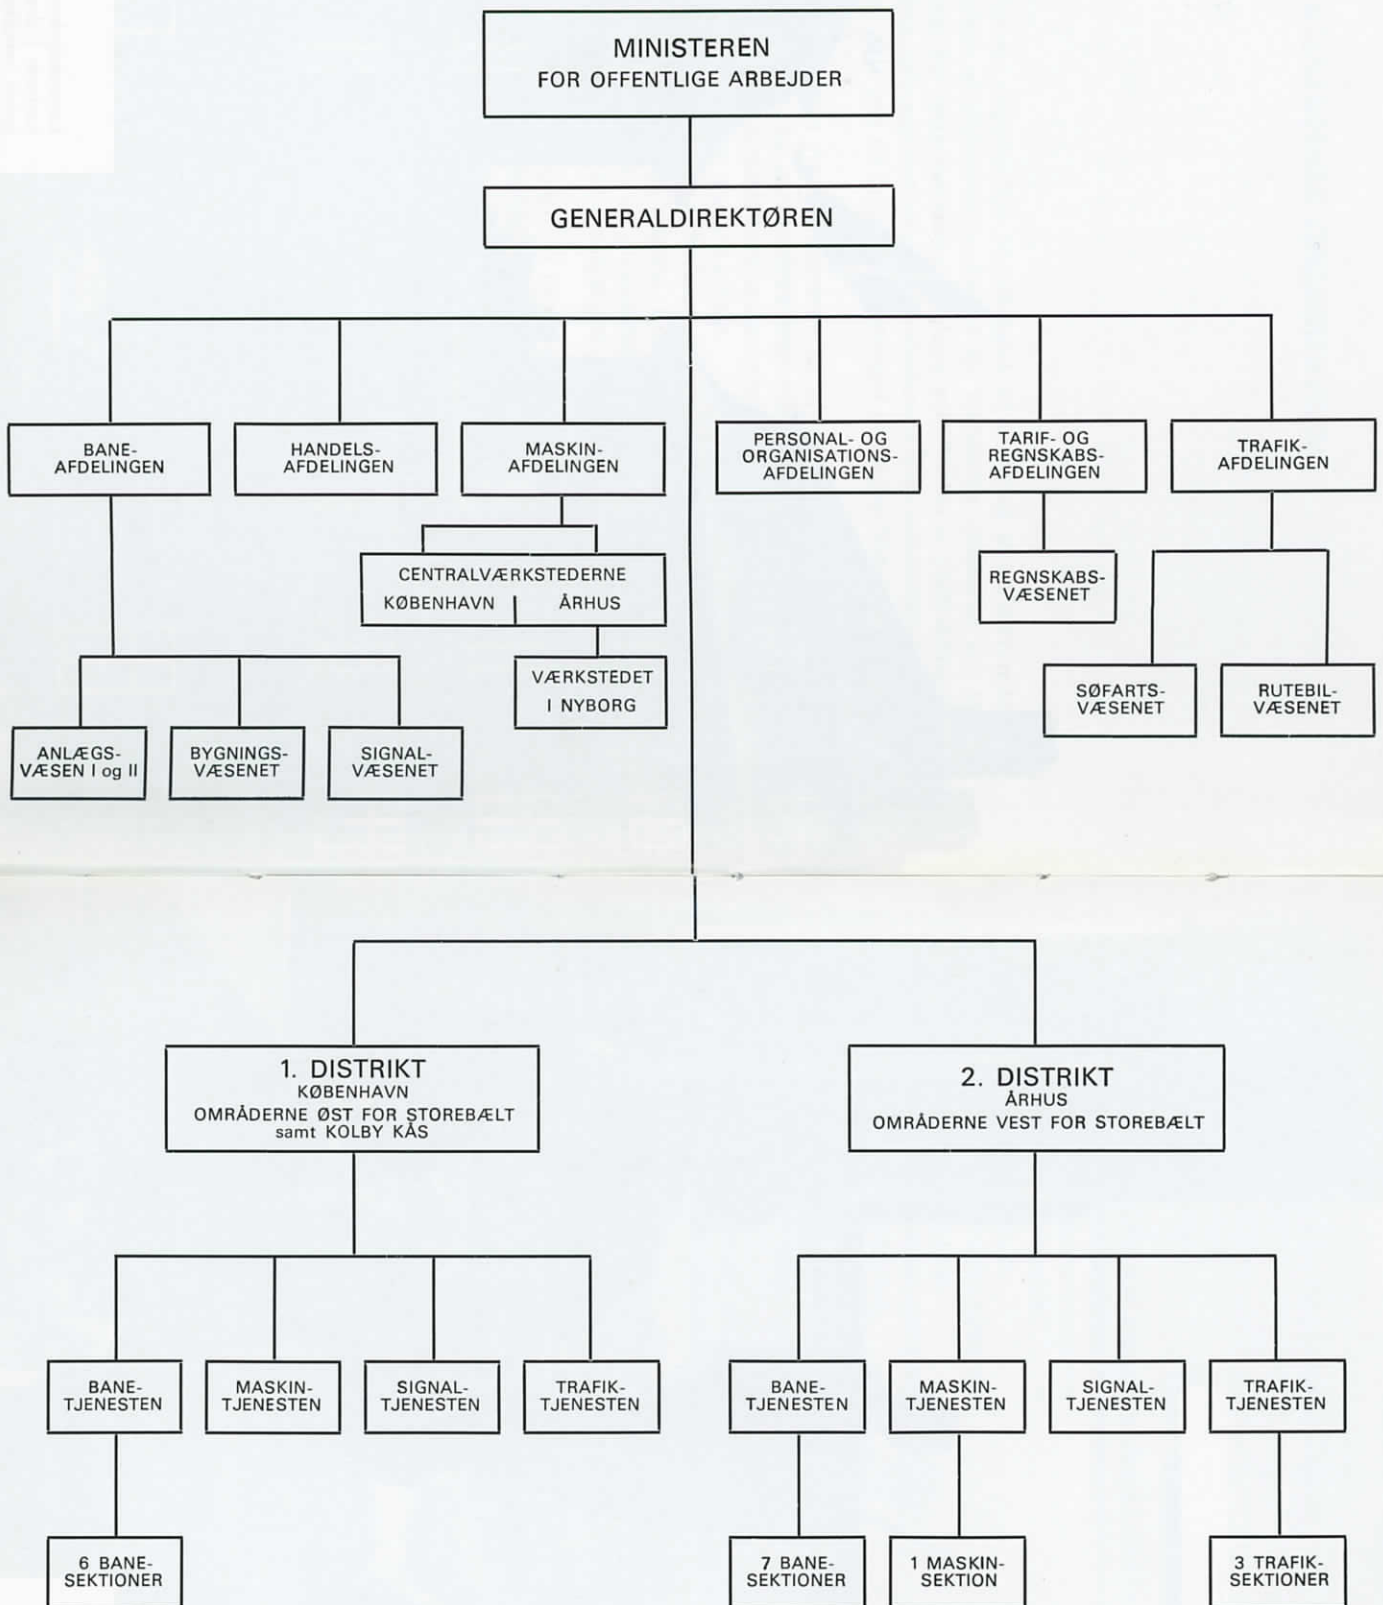 MINISTEREN
FOR OFFENTLIGE ARBEJDER
GENERALDIREKTØREN
BANE-
AFDELINGEN
HANDELS-
AFDELINGEN
MASKIN-
AFDELINGEN
PERSONAL- OG
ORGANISATIONS-
AFDELINGEN
TARIF- OG
REGNSKABS-
AFDELINGEN
TRAFIK-
AFDELINGEN
CENTRALVÆRKSTEDERNE
KØBENHAVN
ÅRHUS
REGNSKABS-
VÆSENET
VÆRKSTEDET
I NYBORG
SØFARTS-
VÆSENET
RUTEBIL-
VÆSENET
ANLÆGS-
VÆSEN I og II
BYGNINGS-
VÆSENET
SIGNAL-
VÆSENET
1. DISTRIKT
KØBENHAVN
OMRÅDERNE ØST FOR STOREBÆLT
samt KOLBY KÅS
2. DISTRIKT
ÅRHUS
OMRÅDERNE VEST FOR STOREBÆLT
BANE-
TJENESTEN
MASKIN-
TJENESTEN
SIGNAL-
TJENESTEN
TRAFIK-
TJENESTEN
BANE-
TJENESTEN
MASKIN-
TJENESTEN
SIGNAL-
TJENESTEN
TRAFIK-
TJENESTEN
6 BANE-
SEKTIONER
7 BANE-
SEKTIONER
1 MASKIN-
SEKTION
3 TRAFIK-
SEKTIONER